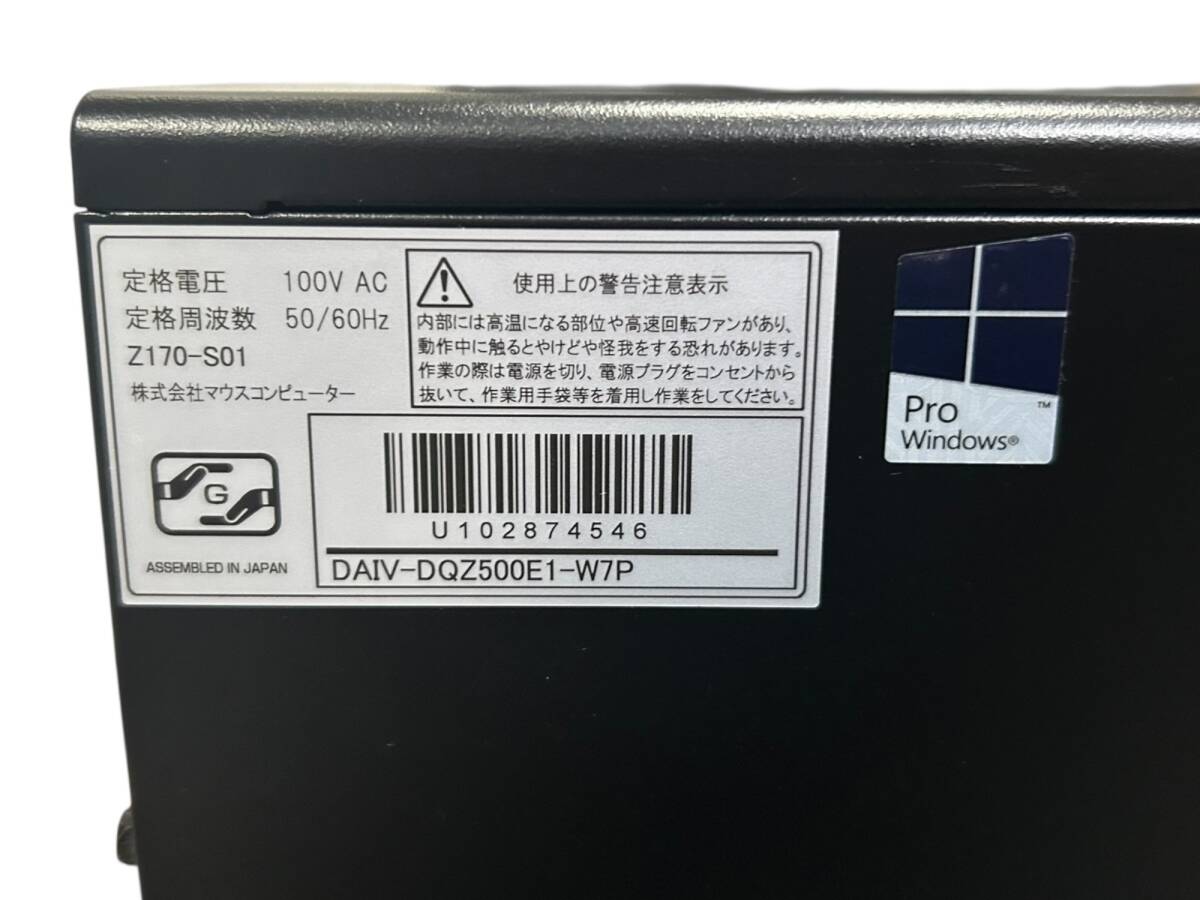 定格電圧 100V AC
定格周波数 50/60Hz
Z170-S01
株式会社マウスコンピューター
使用上の警告注意表示
内部には高温になる部位や高速回転ファンがあり、
動作中に触るとやけどや怪我をする恐れがあります。
作業の際は電源を切り、電源プラグをコンセントから
抜いて、作業用手袋等を着用し作業をしてください。
G
ASSEMBLED IN JAPAN
U102874546
DAIV-DQZ500E1-W7P
Pro ™
Windows®